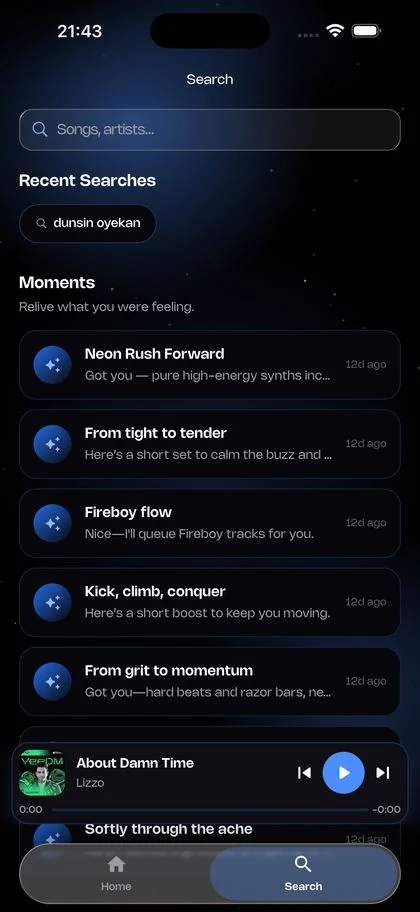 21:43
Search
Songs, artists...
Recent Searches
dunsin oyekan
Moments
Relive what you were feeling.
Neon Rush Forward
12d ago
Got you — pure high-energy synths inc...
From tight to tender
12d ago
Here's a short set to calm the buzz and ...
Fireboy flow
12d ago
Nice—I'll queue Fireboy tracks for you.
Kick, climb, conquer
12d ago
Here's a short boost to keep you moving.
From grit to momentum
12d ago
Got you—hard beats and razor bars, ne...
About Damn Time
Lizzo
0:00
-0:00
Softly through the ache
12d ago
Home
Search